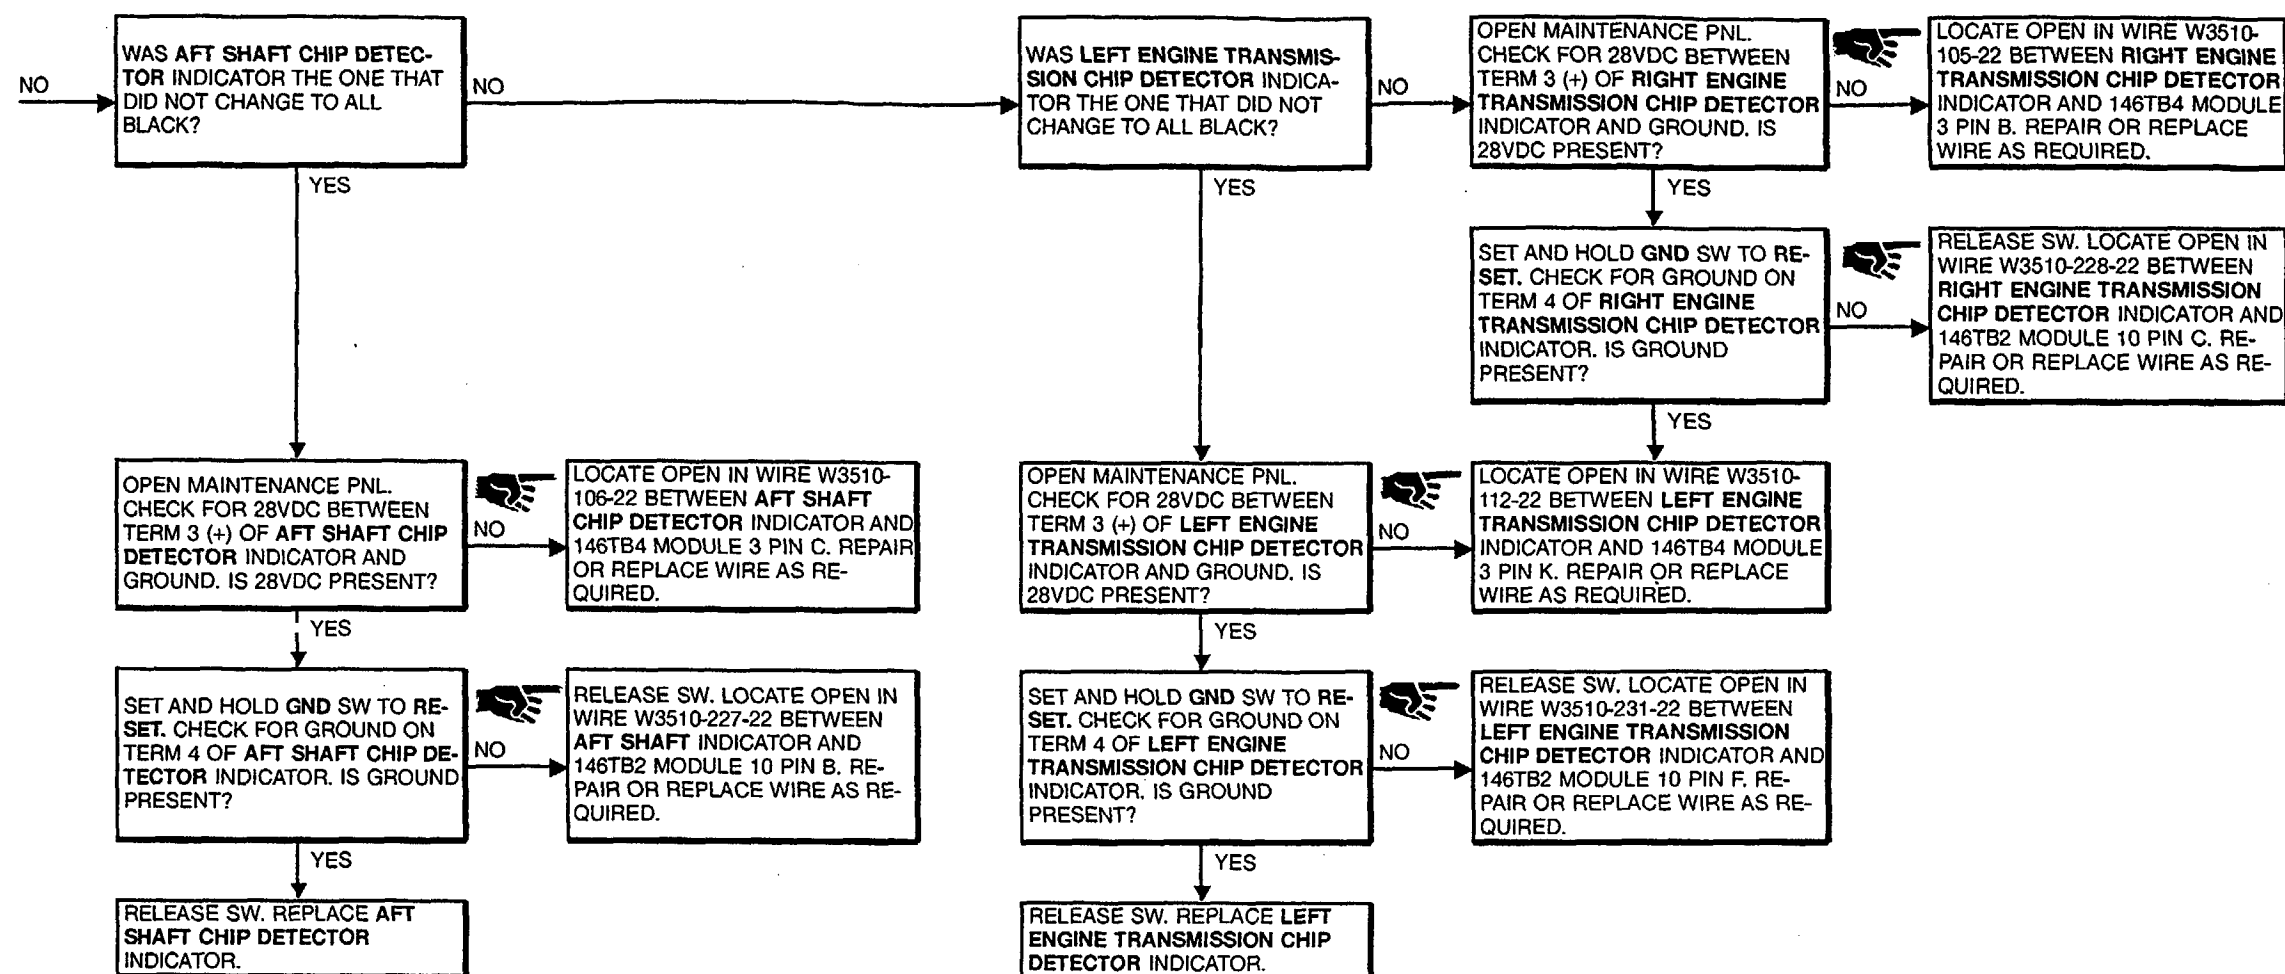 NO
WAS AFT SHAFT CHIP DETEC-
TOR INDICATOR THE ONE THAT
DID NOT CHANGE TO ALL
BLACK?
NO
YES
WAS LEFT ENGINE TRANSMIS-
SION CHIP DETECTOR INDICA-
TOR THE ONE THAT DID NOT
CHANGE TO ALL BLACK?
NO
YES
OPEN MAINTENANCE PNL.
CHECK FOR 28VDC BETWEEN
TERM 3 (+) OF RIGHT ENGINE
TRANSMISSION CHIP DETECTOR
INDICATOR AND GROUND. IS
28VDC PRESENT?
NO
YES
LOCATE OPEN IN WIRE W3510-
105-22 BETWEEN RIGHT ENGINE
TRANSMISSION CHIP DETECTOR
INDICATOR AND 146TB4 MODULE
3 PIN B. REPAIR OR REPLACE
WIRE AS REQUIRED.
SET AND HOLD GND SW TO RE-
SET. CHECK FOR GROUND ON
TERM 4 OF RIGHT ENGINE
TRANSMISSION CHIP DETECTOR
INDICATOR. IS GROUND
PRESENT?
NO
YES
RELEASE SW. LOCATE OPEN IN
WIRE W3510-228-22 BETWEEN
RIGHT ENGINE TRANSMISSION
CHIP DETECTOR INDICATOR AND
146TB2 MODULE 10 PIN C. RE-
PAIR OR REPLACE WIRE AS RE-
QUIRED.
OPEN MAINTENANCE PNL.
CHECK FOR 28VDC BETWEEN
TERM 3 (+) OF AFT SHAFT CHIP
DETECTOR INDICATOR AND
GROUND. IS 28VDC PRESENT?
NO
YES
LOCATE OPEN IN WIRE W3510-
106-22 BETWEEN AFT SHAFT
CHIP DETECTOR INDICATOR AND
146TB4 MODULE 3 PIN C. REPAIR
OR REPLACE WIRE AS RE-
QUIRED.
OPEN MAINTENANCE PNL.
CHECK FOR 28VDC BETWEEN
TERM 3 (+) OF LEFT ENGINE
TRANSMISSION CHIP DETECTOR
INDICATOR AND GROUND. IS
28VDC PRESENT?
NO
YES
LOCATE OPEN IN WIRE W3510-
112-22 BETWEEN LEFT ENGINE
TRANSMISSION CHIP DETECTOR
INDICATOR AND 146TB4 MODULE
3 PIN K. REPAIR OR REPLACE
WIRE AS REQUIRED.
SET AND HOLD GND SW TO RE-
SET. CHECK FOR GROUND ON
TERM 4 OF AFT SHAFT CHIP DE-
TECTOR INDICATOR. IS GROUND
PRESENT?
NO
YES
RELEASE SW. LOCATE OPEN IN
WIRE W3510-227-22 BETWEEN
AFT SHAFT INDICATOR AND
146TB2 MODULE 10 PIN B. RE-
PAIR OR REPLACE WIRE AS RE-
QUIRED.
SET AND HOLD GND SW TO RE-
SET. CHECK FOR GROUND ON
TERM 4 OF LEFT ENGINE
TRANSMISSION CHIP DETECTOR
INDICATOR. IS GROUND
PRESENT?
NO
YES
RELEASE SW. LOCATE OPEN IN
WIRE W3510-231-22 BETWEEN
LEFT ENGINE TRANSMISSION
CHIP DETECTOR INDICATOR AND
146TB2 MODULE 10 PIN F. RE-
PAIR OR REPLACE WIRE AS RE-
QUIRED.
RELEASE SW. REPLACE AFT
SHAFT CHIP DETECTOR
INDICATOR.
RELEASE SW. REPLACE LEFT
ENGINE TRANSMISSION CHIP
DETECTOR INDICATOR.